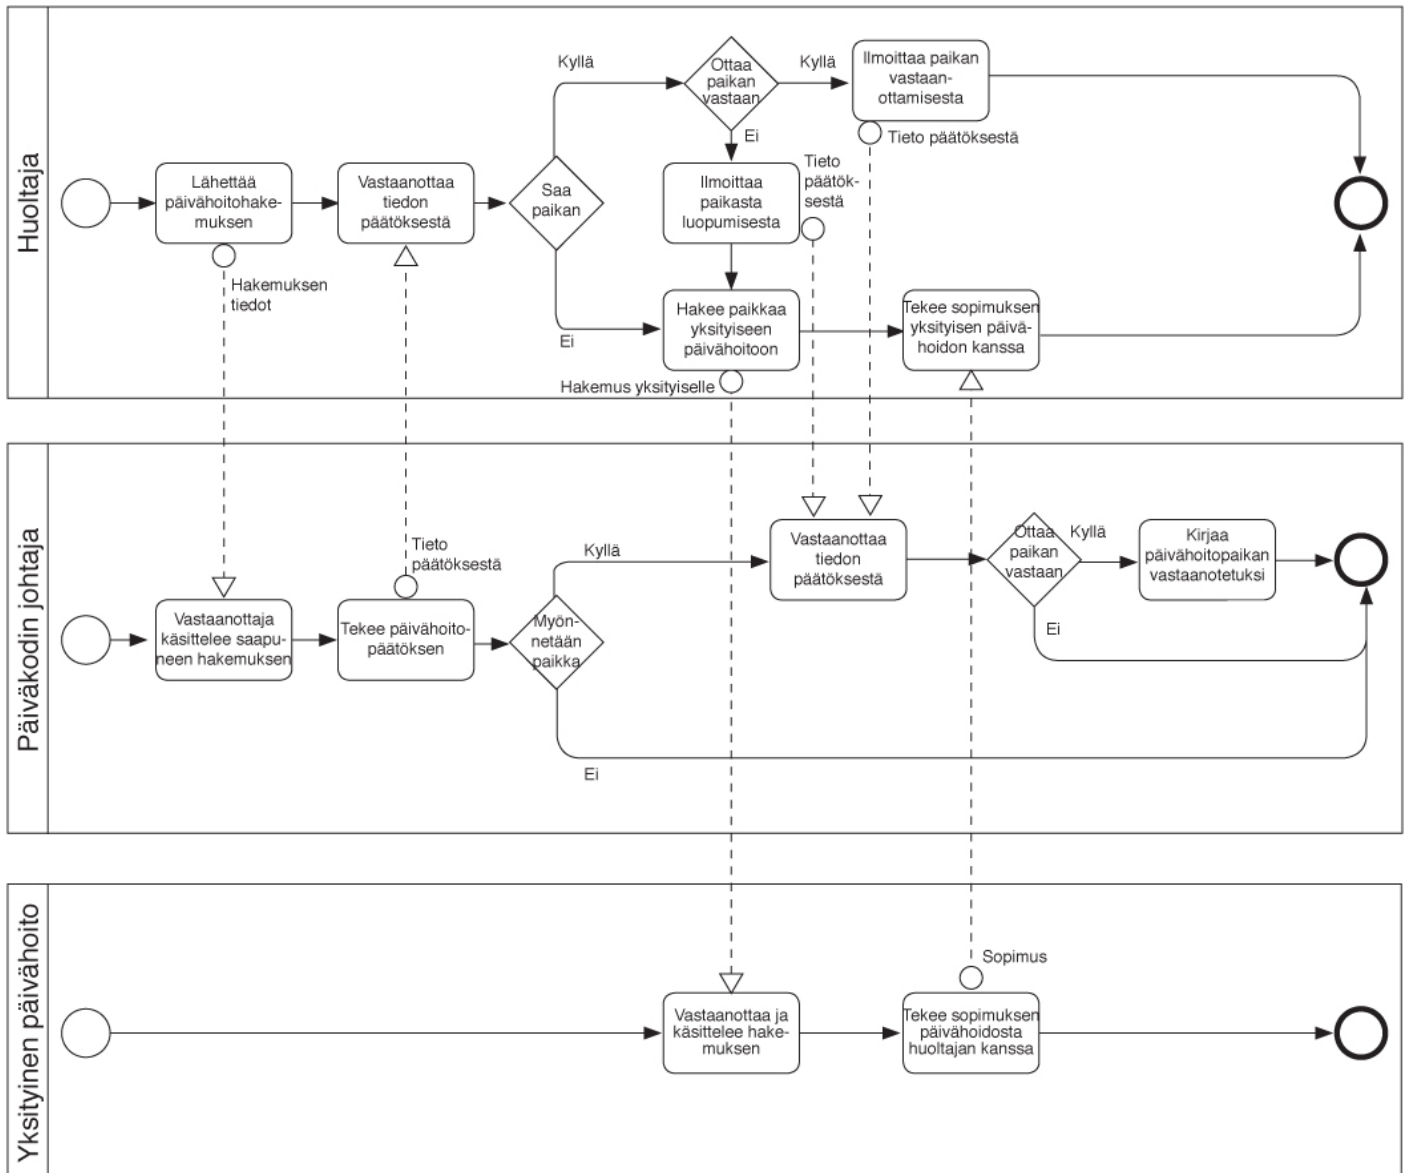 Huoltaja
Lähettää
päivähoitohake-
muksen
Hakemuksen
tiedot
Vastaanottaa
tiedon
päätöksestä
Saa
paikan
Kyllä
Ei
Ottaa
paikan
vastaan
Kyllä
Ei
Ilmoittaa paikan
vastaan-
ottamisesta
Tieto päätöksestä
Ilmoittaa
paikasta
luopumisesta
Tieto
päätök-
sestä
Hakee paikkaa
yksityiseen
päivähoitoon
Hakemus yksityiselle
Tekee sopimuksen
yksityisen päivä-
hoidon kanssa
Päiväkodin johtaja
Vastaanottaja
käsittelee saapu-
neen hakemuksen
Tieto
päätöksestä
Tekee päivähoito-
päätöksen
Myön-
netään
paikka
Kyllä
Ei
Vastaanottaa
tiedon
päätöksestä
Ottaa
paikan
vastaan
Kyllä
Ei
Kirjaa
päivähoitopaikan
vastaanotetuksi
Yksityinen päivähoito
Vastaanottaa ja
käsittelee hake-
muksen
Sopimus
Tekee sopimuksen
päivähoidosta
huoltajan kanssa